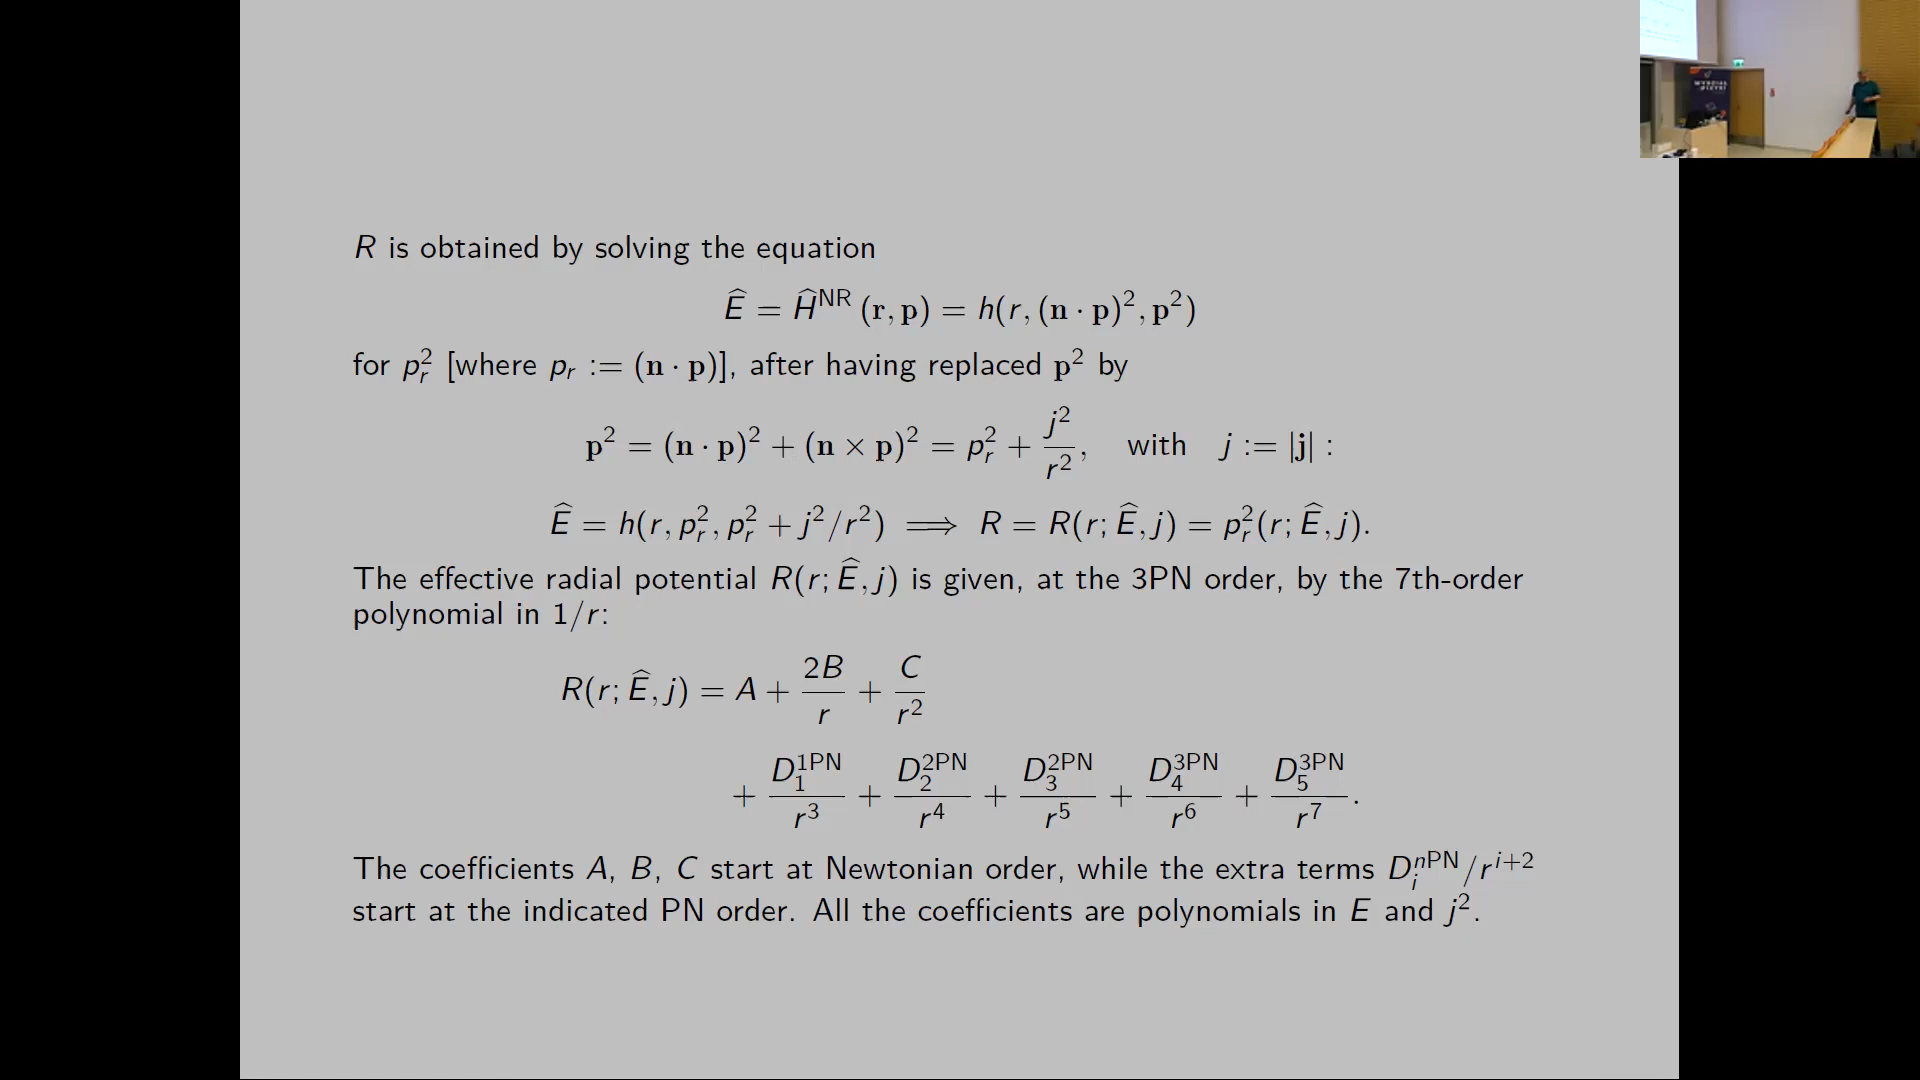 R is obtained by solving the equation
Ê = Ĥ^NR (r, p) = h(r, (n · p)², p²)
for p_r² [where p_r := (n · p)], after having replaced p² by
p² = (n · p)² + (n × p)² = p_r² + j²/r², with j := |j| :
Ê = h(r, p_r², p_r² + j²/r²) ⟹ R = R(r; Ê, j) = p_r²(r; Ê, j).
The effective radial potential R(r; Ê, j) is given, at the 3PN order, by the 7th-order
polynomial in 1/r:
R(r; Ê, j) = A + 2B/r + C/r²
+ D_1^1PN/r³ + D_2^2PN/r⁴ + D_3^2PN/r⁵ + D_4^3PN/r⁶ + D_5^3PN/r⁷.
The coefficients A, B, C start at Newtonian order, while the extra terms D_i^nPN/r^{i+2}
start at the indicated PN order. All the coefficients are polynomials in E and j².